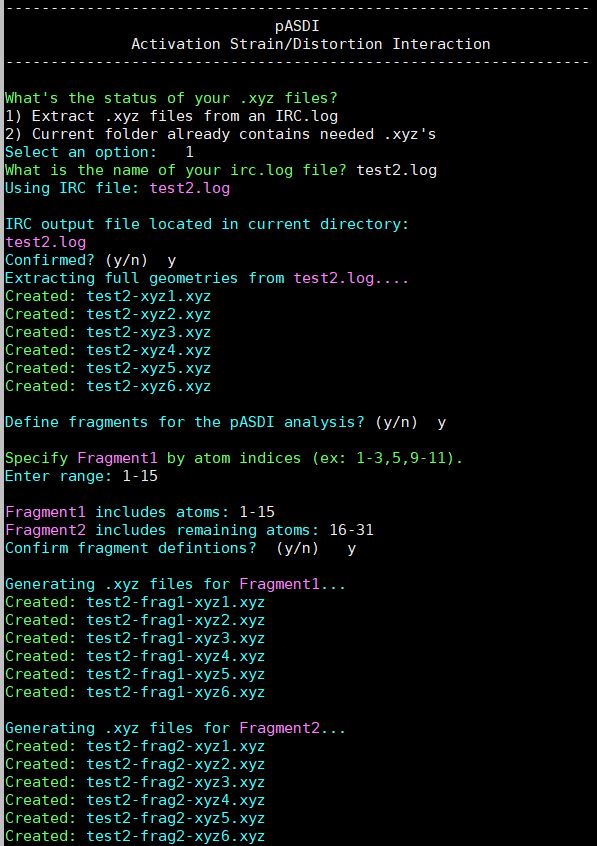 -----------------------------------------------------------------
pASDI
Activation Strain/Distortion Interaction
-----------------------------------------------------------------
What's the status of your .xyz files?
1) Extract .xyz files from an IRC.log
2) Current folder already contains needed .xyz's
Select an option:   1
What is the name of your irc.log file? test2.log
Using IRC file: test2.log
IRC output file located in current directory:
test2.log
Confirmed? (y/n)  y
Extracting full geometries from test2.log....
Created: test2-xyz1.xyz
Created: test2-xyz2.xyz
Created: test2-xyz3.xyz
Created: test2-xyz4.xyz
Created: test2-xyz5.xyz
Created: test2-xyz6.xyz
Define fragments for the pASDI analysis? (y/n)  y
Specify Fragment1 by atom indices (ex: 1-3,5,9-11).
Enter range: 1-15
Fragment1 includes atoms: 1-15
Fragment2 includes remaining atoms: 16-31
Confirm fragment defintions?  (y/n)   y
Generating .xyz files for Fragment1...
Created: test2-frag1-xyz1.xyz
Created: test2-frag1-xyz2.xyz
Created: test2-frag1-xyz3.xyz
Created: test2-frag1-xyz4.xyz
Created: test2-frag1-xyz5.xyz
Created: test2-frag1-xyz6.xyz
Generating .xyz files for Fragment2...
Created: test2-frag2-xyz1.xyz
Created: test2-frag2-xyz2.xyz
Created: test2-frag2-xyz3.xyz
Created: test2-frag2-xyz4.xyz
Created: test2-frag2-xyz5.xyz
Created: test2-frag2-xyz6.xyz